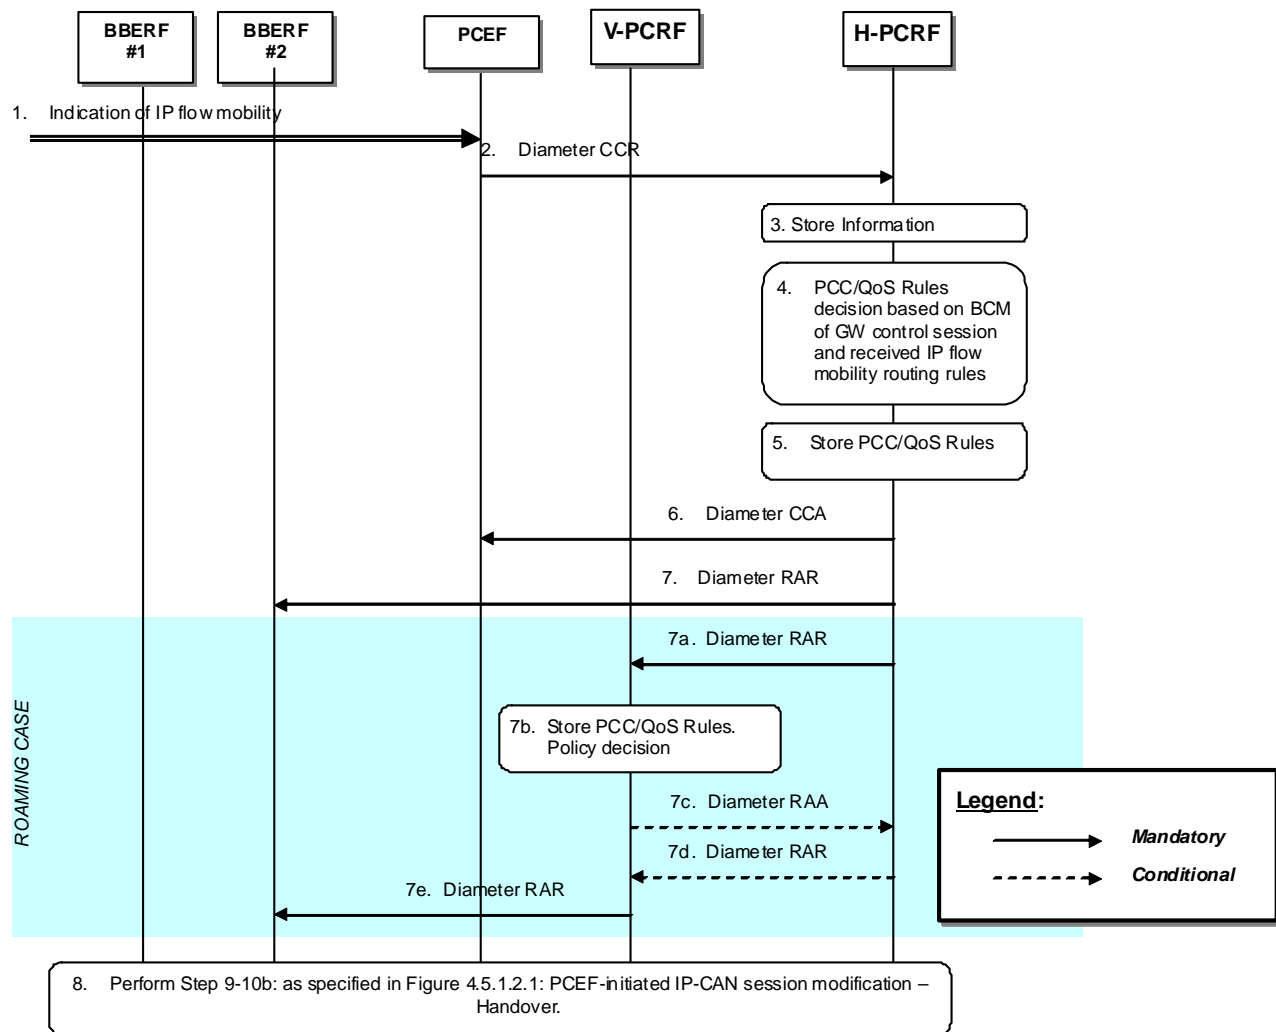 BBERF
#1
BBERF
#2
PCEF
V-PCRF
H-PCRF
1. Indication of IP flow mobility
2. Diameter CCR
3. Store Information
4. PCC/QoS Rules
decision based on BCM
of GW control session
and received IP flow
mobility routing rules
5. Store PCC/QoS Rules
6. Diameter CCA
7. Diameter RAR
7a. Diameter RAR
ROAMING CASE
7b. Store PCC/QoS Rules.
Policy decision
7c. Diameter RAA
7d. Diameter RAR
7e. Diameter RAR
Legend:
Mandatory
Conditional
8. Perform Step 9-10b: as specified in Figure 4.5.1.2.1: PCEF-initiated IP-CAN session modification –
Handover.